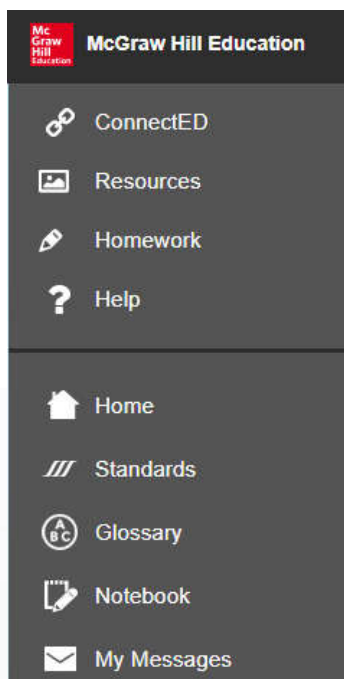 Mc
Graw
Hill
Education
McGraw Hill Education
ConnectED
Resources
Homework
? Help
Home
Standards
A
B C
Glossary
Notebook
My Messages